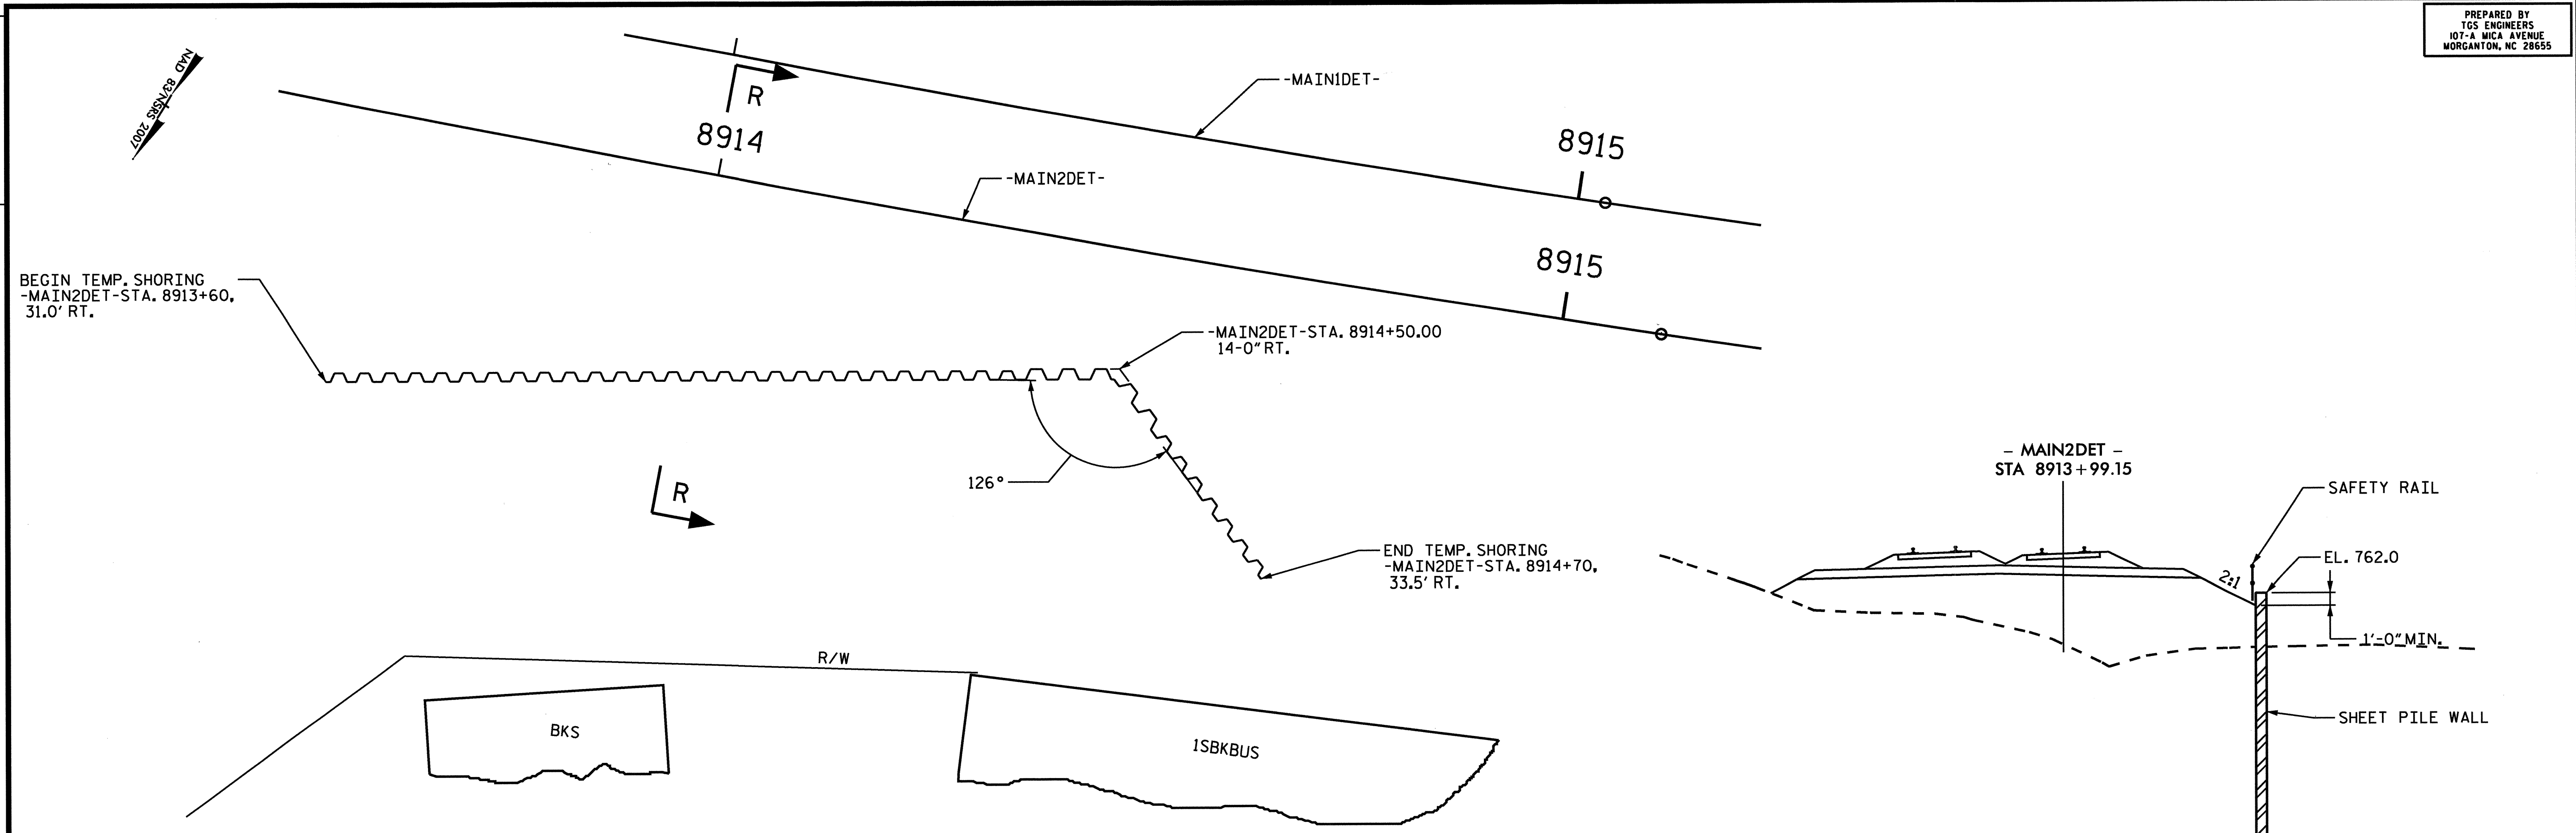 PREPARED BY
TGS ENGINEERS
107-A MICA AVENUE
MORGANTON, NC 28655
NAD 83/NSRS 2007
-MAIN1DET-
R
8914
8915
-MAIN2DET-
8915
BEGIN TEMP. SHORING
-MAIN2DET-STA. 8913+60,
31.0' RT.
-MAIN2DET-STA. 8914+50.00
14-0" RT.
126°
R
END TEMP. SHORING
-MAIN2DET-STA. 8914+70,
33.5' RT.
R/W
BKS
1SBKBUS
- MAIN2DET -
STA 8913+99.15
SAFETY RAIL
EL. 762.0
2:1
1'-0" MIN.
SHEET PILE WALL